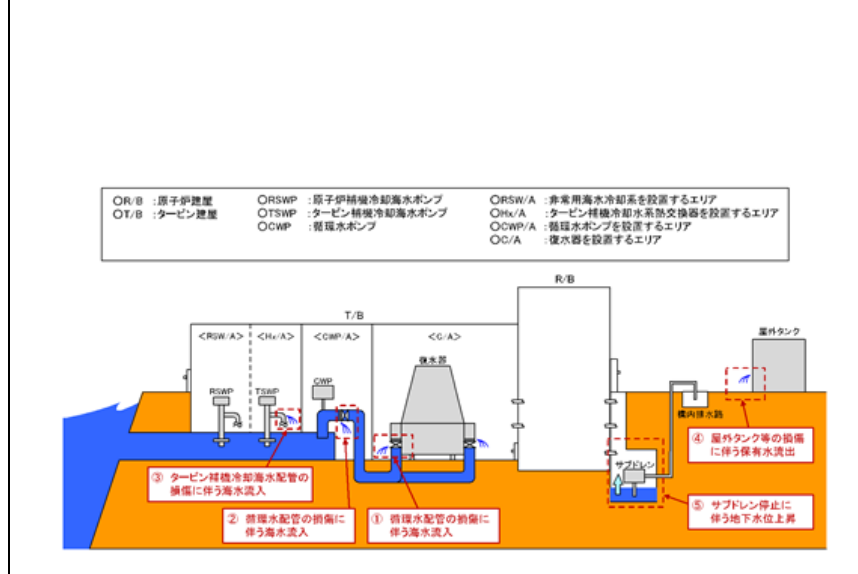 ○R/B :原子炉建屋
○T/B :タービン建屋
○RSWP :原子炉補機冷却海水ポンプ
○TSWP :タービン補機冷却海水ポンプ
○CWP :循環水ポンプ
○RSW/A :非常用海水冷却系を設置するエリア
○Hx/A :タービン補機冷却水系熱交換器を設置するエリア
○CWP/A :循環水ポンプを設置するエリア
○C/A :復水器を設置するエリア
R/B
T/B
<RSW/A>
<Hx/A>
<CWP/A>
<C/A>
屋外タンク
復水器
RSWP
TSWP
CWP
構内排水路
④ 屋外タンク等の損傷
に伴う保有水流出
サブドレン
③ タービン補機冷却海水配管の
損傷に伴う海水流入
② 循環水配管の損傷に
伴う海水流入
① 循環水配管の損傷に
伴う海水流入
⑤ サブドレン停止に
伴う地下水位上昇